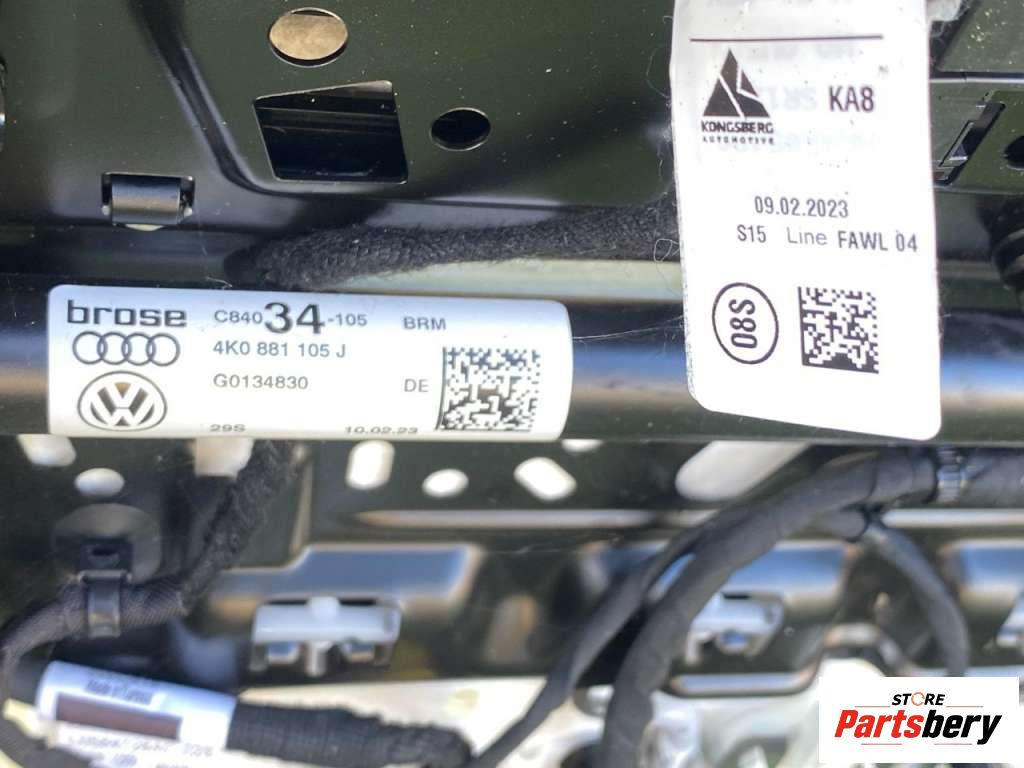 KA8
KONGSBERG
AUTOMOTIVE
09.02.2023
S15 Line FAWL 04
08S
brose C840 34-105 BRM
4K0 881 105 J
G0134830 DE
29S 10.02.23
STORE
Partsbery